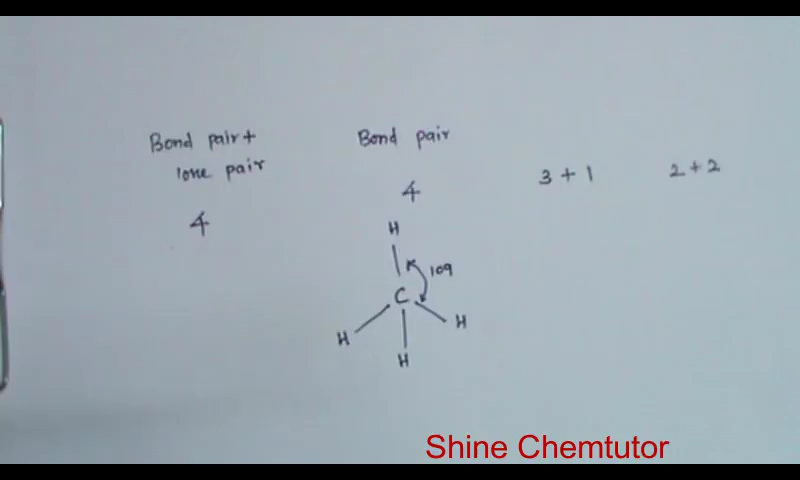 Bond pair +
lone pair
4
Bond pair
4
3 + 1
2 + 2
H
109
C
H
H
H
Shine Chemtutor